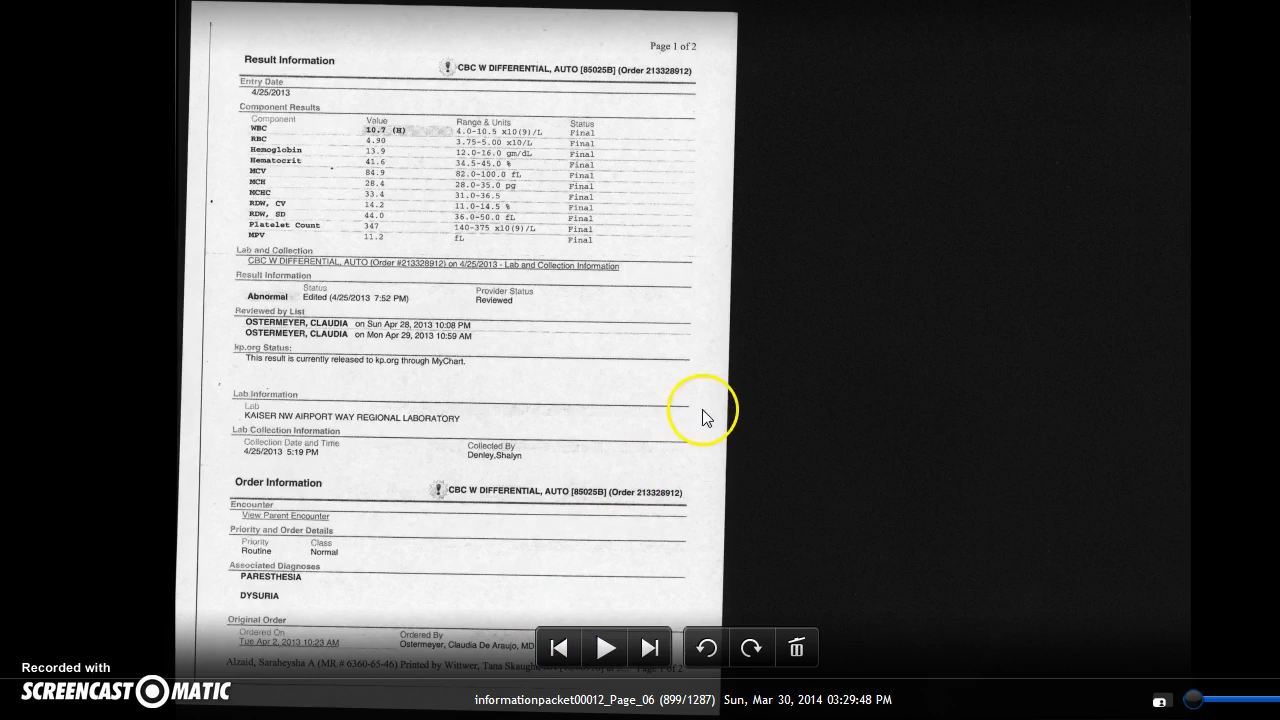 Page 1 of 2
Result Information
CBC W DIFFERENTIAL, AUTO [85025B] (Order 213328912)
Entry Date
4/25/2013
Component Results
Component Value Range & Units Status
WBC 10.7 (H) 4.0-10.5 x10(9)/L Final
RBC 4.90 3.75-5.00 x10/L Final
Hemoglobin 13.9 12.0-16.0 gm/dL Final
Hematocrit 41.6 34.5-45.0 % Final
MCV 84.9 82.0-100.0 fL Final
MCH 28.4 28.0-35.0 pg Final
MCHC 33.4 31.0-36.5 Final
RDW, CV 14.2 11.0-14.5 % Final
RDW, SD 44.0 36.0-50.0 fL Final
Platelet Count 347 140-375 x10(9)/L Final
MPV 11.2 fL Final
Lab and Collection
CBC W DIFFERENTIAL, AUTO (Order #213328912) on 4/25/2013 - Lab and Collection Information
Result Information
Status Provider Status
Abnormal Edited (4/25/2013 7:52 PM) Reviewed
Reviewed by List
OSTERMEYER, CLAUDIA on Sun Apr 28, 2013 10:08 PM
OSTERMEYER, CLAUDIA on Mon Apr 29, 2013 10:59 AM
kp.org Status:
This result is currently released to kp.org through MyChart.
Lab Information
Lab
KAISER NW AIRPORT WAY REGIONAL LABORATORY
Lab Collection Information
Collection Date and Time Collected By
4/25/2013 5:19 PM Denley,Shalyn
Order Information
CBC W DIFFERENTIAL, AUTO [85025B] (Order 213328912)
Encounter
View Parent Encounter
Priority and Order Details
Priority Class
Routine Normal
Associated Diagnoses
PARESTHESIA
DYSURIA
Original Order
Ordered On Ordered By
Tue Apr 2, 2013 10:23 AM Ostermeyer, Claudia De Araujo, MD
Alzaid, Saraheysha A (MR # 6360-65-46) Printed by Wittwer, Tana Skaugh
Recorded with
SCREENCAST MATIC
informationpacket00012_Page_06 (899/1287) Sun, Mar 30, 2014 03:29:48 PM